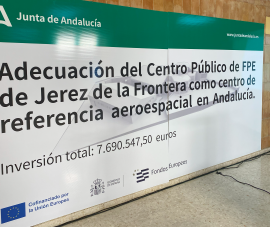 Junta de Andalucía
Adecuación del Centro Público de FPE
de Jerez de la Frontera como centro de
referencia aeroespacial en Andalucía.
Inversión total: 7.690.547,50 euros
Cofinanciado por
la Unión Europea
Fondos Europeos